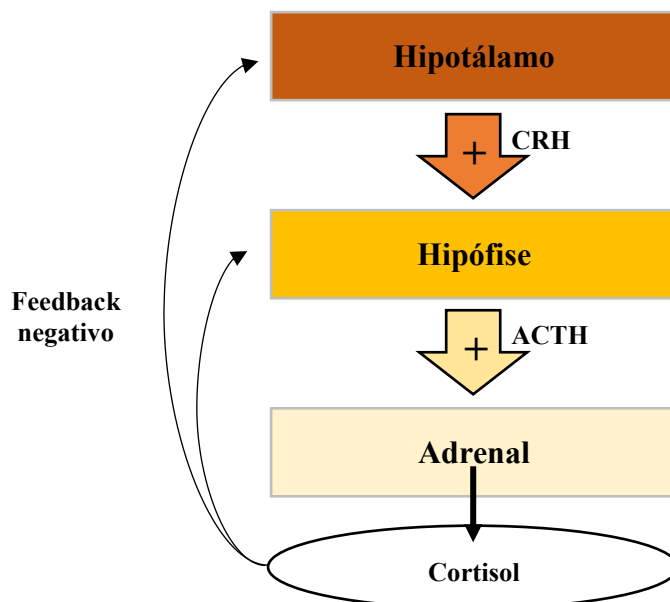 Hipotálamo
+ CRH
Hipófise
Feedback
negativo
+ ACTH
Adrenal
Cortisol